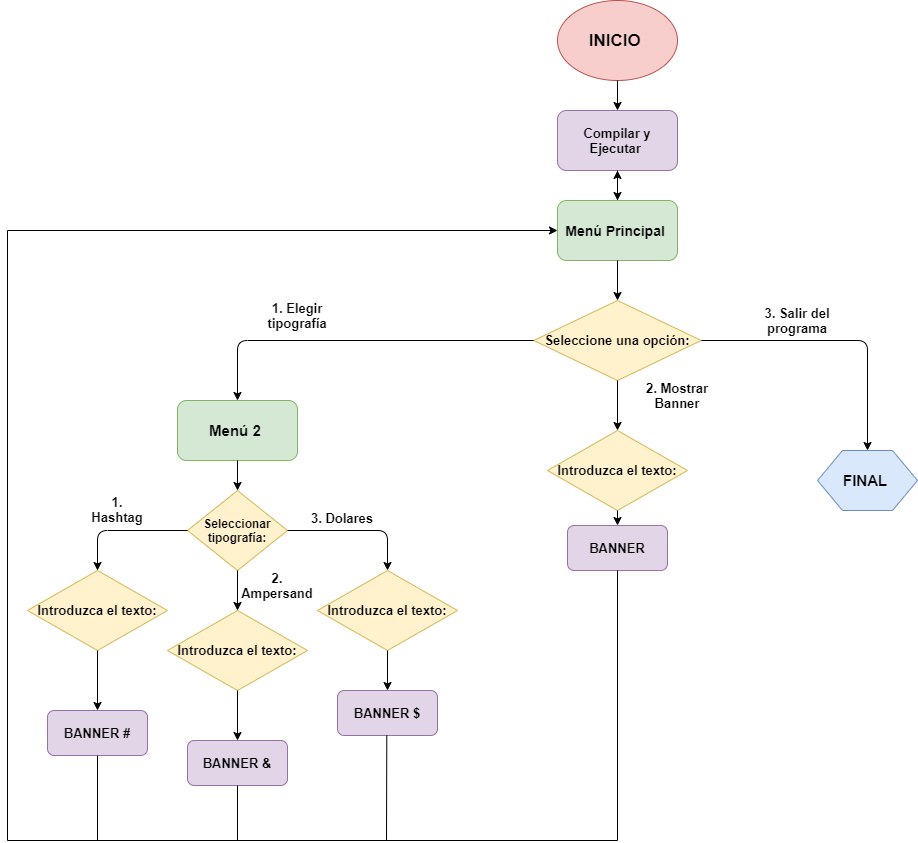 INICIO
Compilar y
Ejecutar
Menú Principal
1. Elegir
tipografía
3. Salir del
programa
Seleccione una opción:
2. Mostrar
Banner
Menú 2
Introduzca el texto:
FINAL
1.
Hashtag
Seleccionar
tipografía:
3. Dolares
BANNER
2.
Ampersand
Introduzca el texto:
Introduzca el texto:
Introduzca el texto:
BANNER #
BANNER $
BANNER &